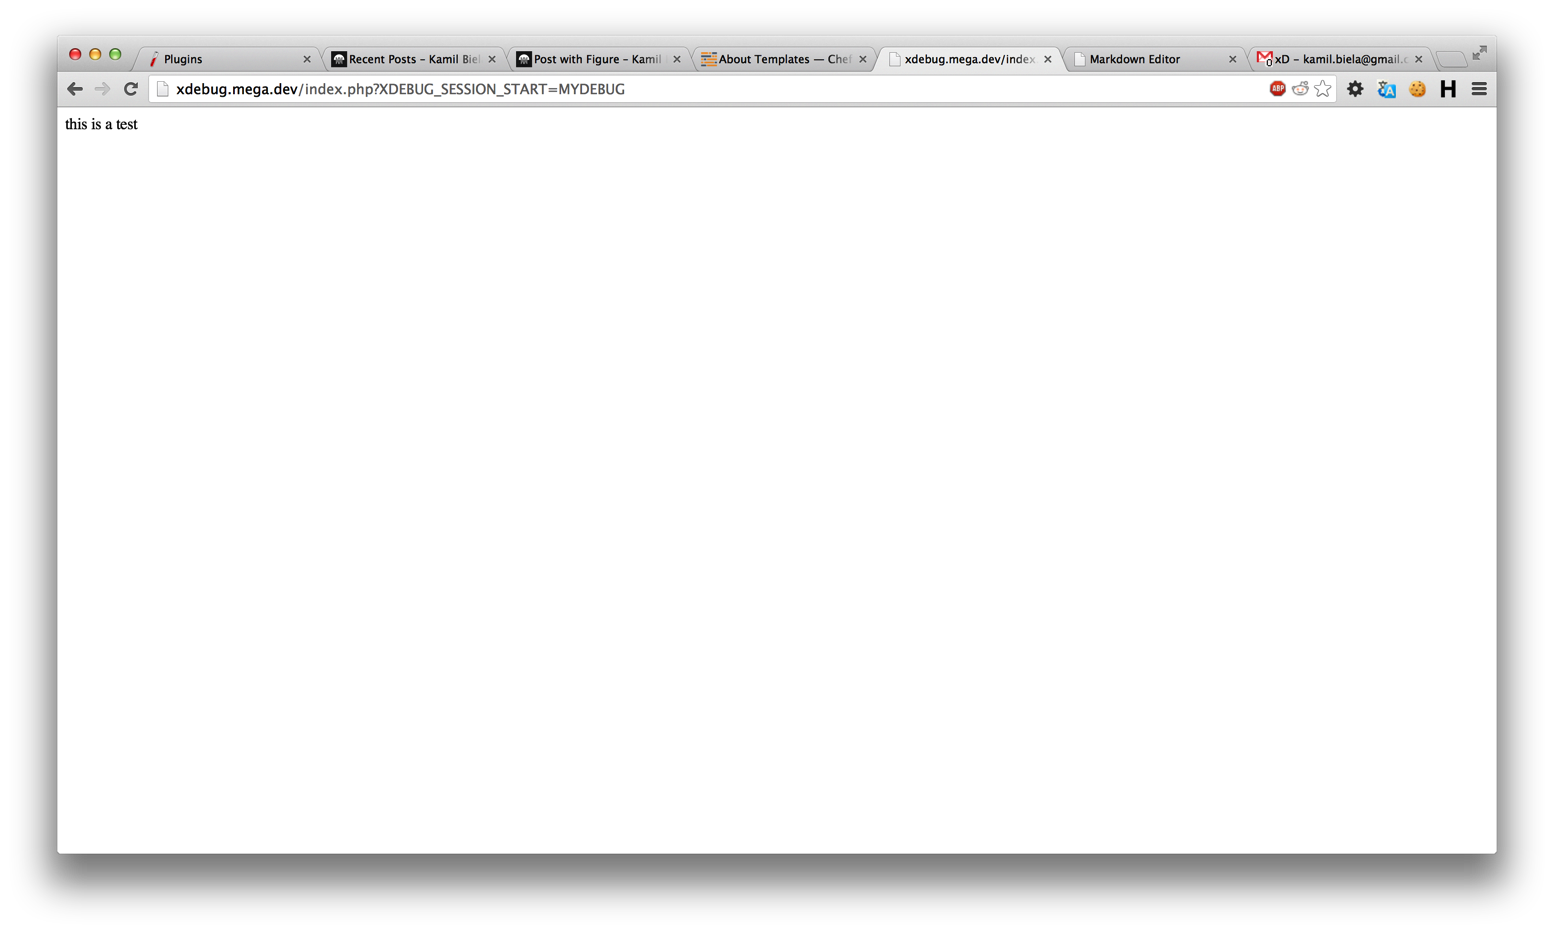 Plugins
Recent Posts – Kamil Bie
Post with Figure – Kamil
About Templates — Chef
xdebug.mega.dev/index
Markdown Editor
xD – kamil.biela@gmail.c
xdebug.mega.dev/index.php?XDEBUG_SESSION_START=MYDEBUG
ABP
A
H
this is a test